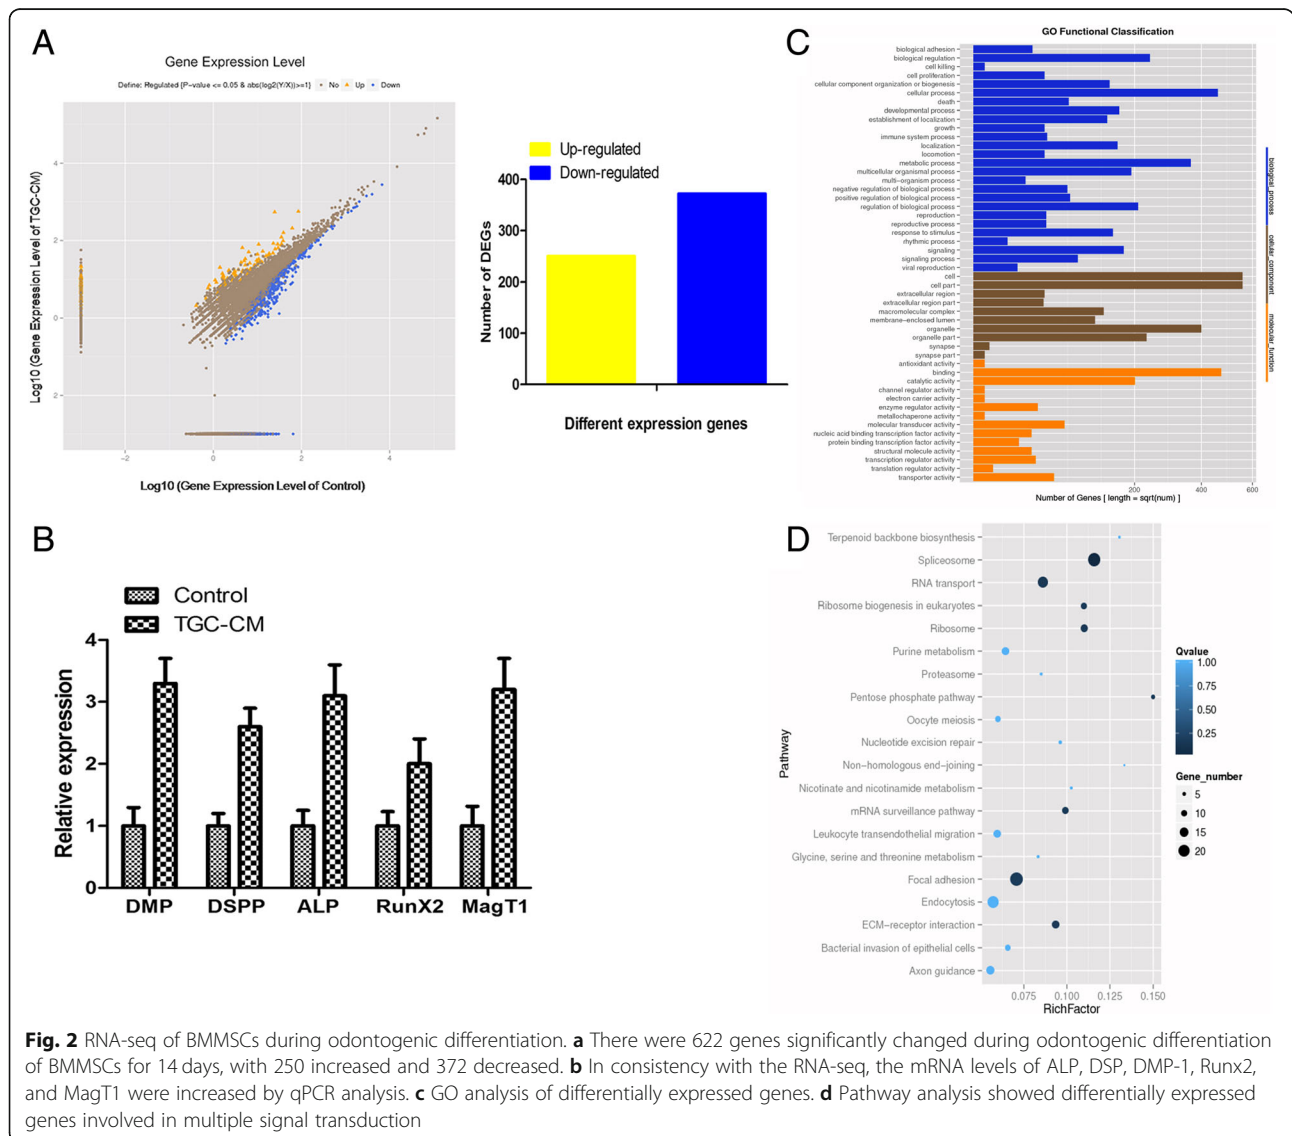 A
Gene Expression Level
Define: Regulated [P-value <= 0.05 & abs(log2(Y/X))>=1] No Up Down
Log10 (Gene Expression Level of TGC-CM)
4
2
0
2
−2
0
2
4
Log10 (Gene Expression Level of Control)
Up-regulated
Down-regulated
Number of DEGs
400
300
200
100
0
Different expression genes
B
Control
TGC-CM
Relative expression
4
3
2
1
0
DMP DSPP ALP RunX2 MagT1
C
GO Functional Classification
biological adhesion
biological regulation
cell killing
cell proliferation
cellular component organization or biogenesis
cellular process
death
developmental process
establishment of localization
growth
immune system process
localization
locomotion
metabolic process
multicellular organismal process
multi-organism process
negative regulation of biological process
positive regulation of biological process
regulation of biological process
reproduction
reproductive process
response to stimulus
rhythmic process
signaling
signaling process
viral reproduction
cell
cell part
extracellular region
extracellular region part
macromolecular complex
membrane-enclosed lumen
organelle
organelle part
synapse
synapse part
antioxidant activity
binding
catalytic activity
channel regulator activity
electron carrier activity
enzyme regulator activity
metallochaperone activity
molecular transducer activity
nucleic acid binding transcription factor activity
protein binding transcription factor activity
structural molecule activity
transcription regulator activity
translation regulator activity
transporter activity
biological_process
cellular_component
molecular_function
200 400 600
Number of Genes [ length = sqrt(num) ]
D
Pathway
Terpenoid backbone biosynthesis
Spliceosome
RNA transport
Ribosome biogenesis in eukaryotes
Ribosome
Purine metabolism
Proteasome
Pentose phosphate pathway
Oocyte meiosis
Nucleotide excision repair
Non−homologous end−joining
Nicotinate and nicotinamide metabolism
mRNA surveillance pathway
Leukocyte transendothelial migration
Glycine, serine and threonine metabolism
Focal adhesion
Endocytosis
ECM−receptor interaction
Bacterial invasion of epithelial cells
Axon guidance
0.075 0.100 0.125 0.150
RichFactor
Qvalue
1.00
0.75
0.50
0.25
Gene_number
5
10
15
20
Fig. 2 RNA-seq of BMMSCs during odontogenic differentiation. a There were 622 genes significantly changed during odontogenic differentiation
of BMMSCs for 14 days, with 250 increased and 372 decreased. b In consistency with the RNA-seq, the mRNA levels of ALP, DSP, DMP-1, Runx2,
and MagT1 were increased by qPCR analysis. c GO analysis of differentially expressed genes. d Pathway analysis showed differentially expressed
genes involved in multiple signal transduction